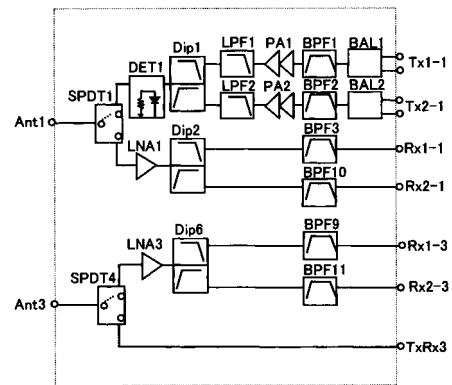 Dip1 LPF1 PA1 BPF1 BAL1
DET1
Tx1-1
SPDT1
LPF2 PA2 BPF2 BAL2
Tx2-1
Ant1
Dip2
BPF3
Rx1-1
LNA1
BPF10
Rx2-1
Dip6
BPF9
LNA3
Rx1-3
SPDT4
BPF11
Rx2-3
Ant3
TxRx3